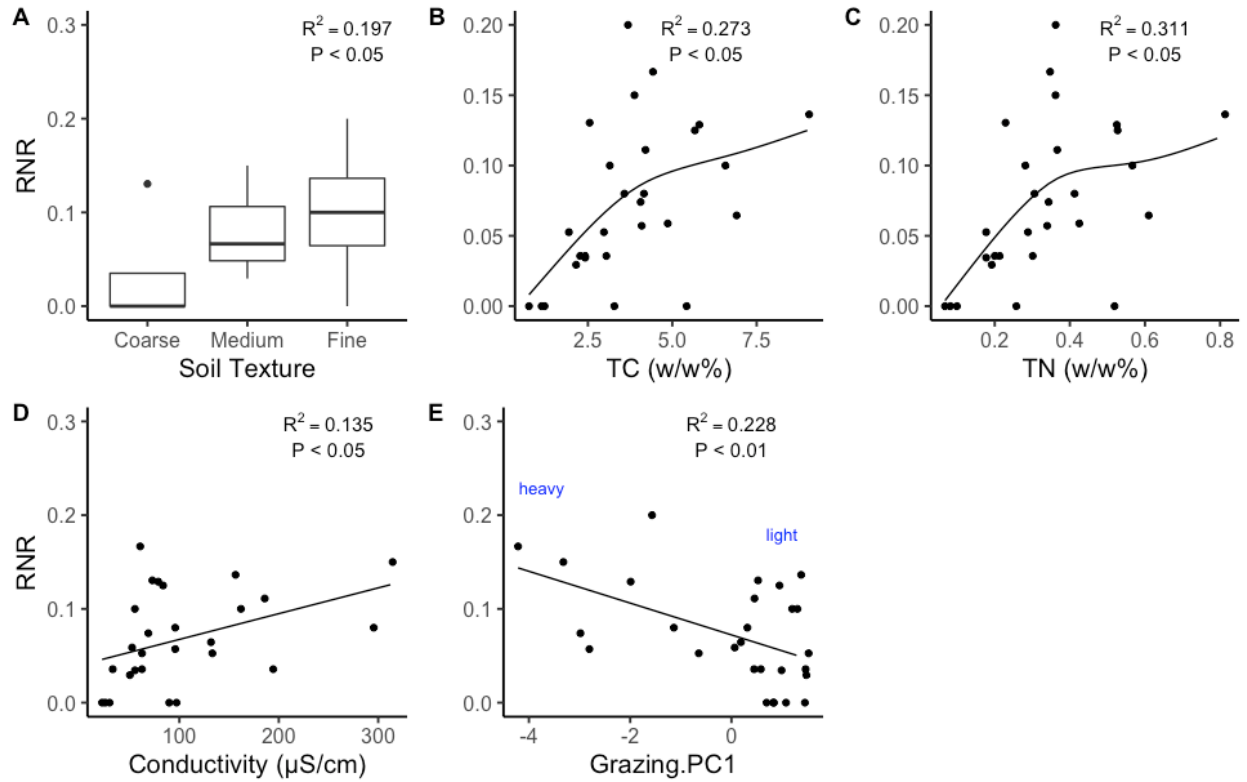 A
R² = 0.197
P < 0.05
0.3
0.2
0.1
0.0
RNR
Coarse Medium Fine
Soil Texture
B
R² = 0.273
P < 0.05
0.20
0.15
0.10
0.05
0.00
2.5 5.0 7.5
TC (w/w%)
C
R² = 0.311
P < 0.05
0.20
0.15
0.10
0.05
0.00
0.2 0.4 0.6 0.8
TN (w/w%)
D
R² = 0.135
P < 0.05
0.3
0.2
0.1
0.0
RNR
100 200 300
Conductivity (µS/cm)
E
R² = 0.228
P < 0.01
heavy
light
0.3
0.2
0.1
0.0
-4 -2 0
Grazing.PC1